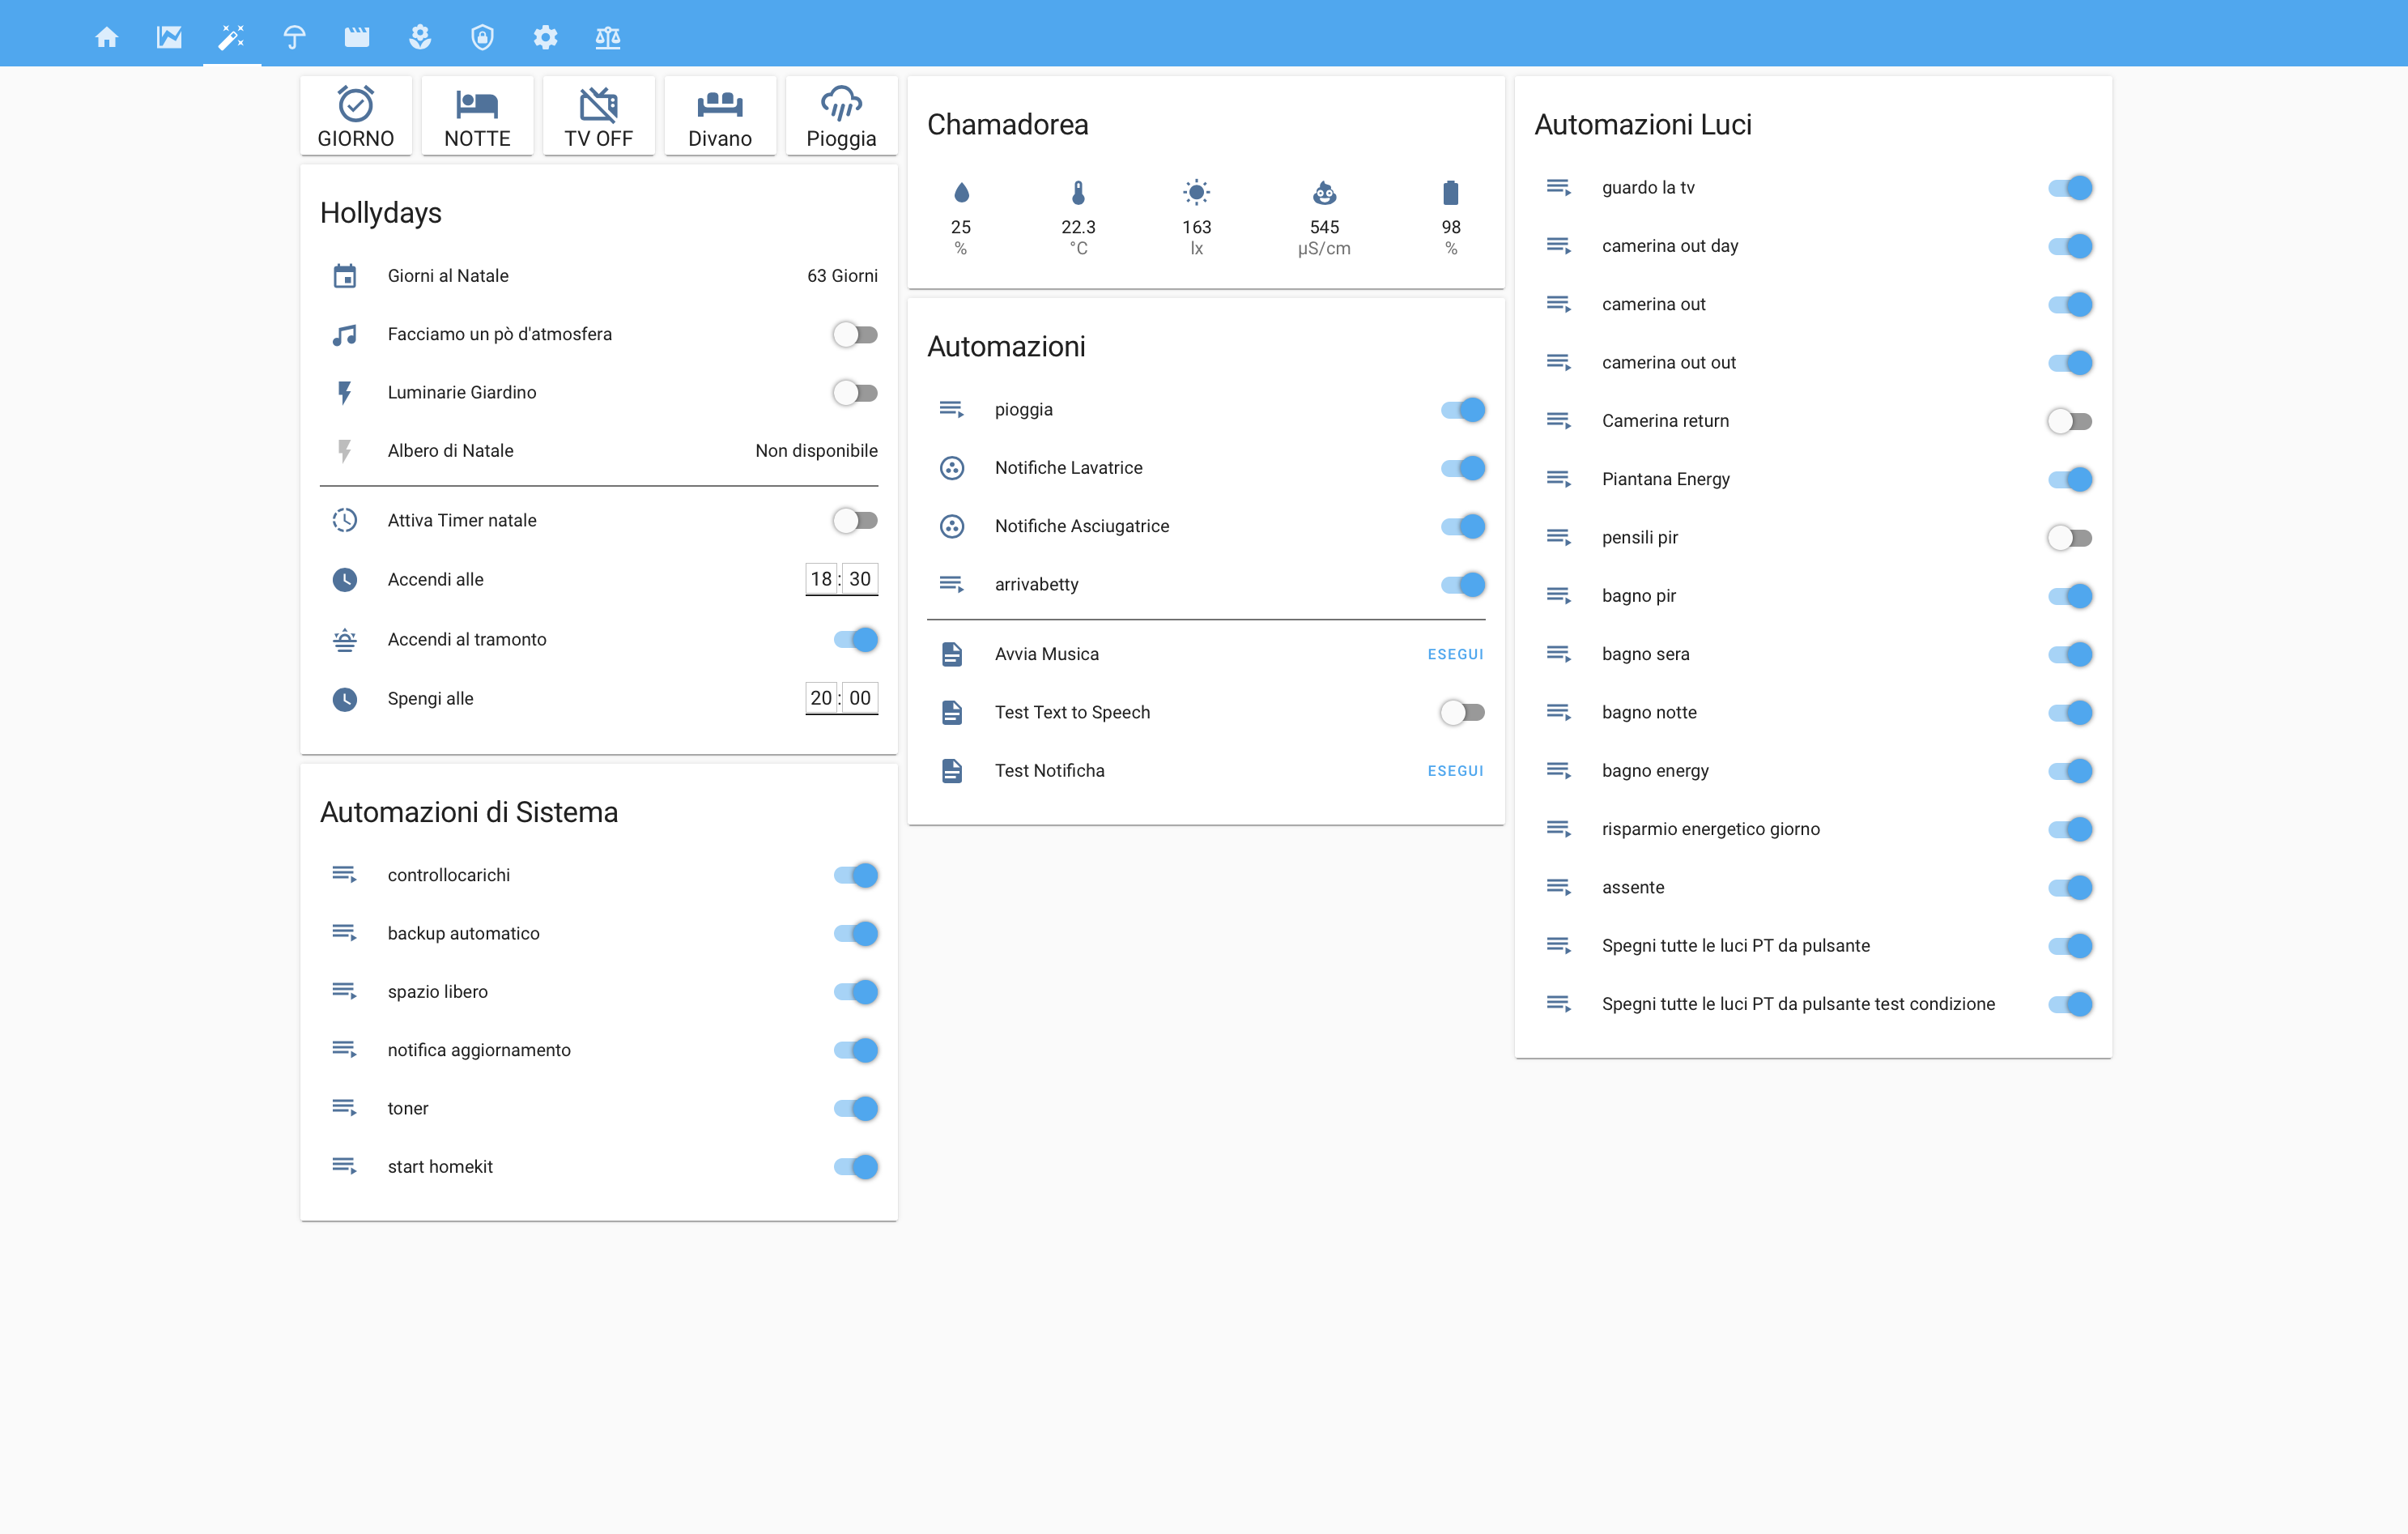 GIORNO
NOTTE
TV OFF
Divano
Pioggia
Hollydays
Giorni al Natale 63 Giorni
Facciamo un pò d'atmosfera
Luminarie Giardino
Albero di Natale Non disponibile
Attiva Timer natale
Accendi alle 18 : 30
Accendi al tramonto
Spengi alle 20 : 00
Automazioni di Sistema
controllocarichi
backup automatico
spazio libero
notifica aggiornamento
toner
start homekit
Chamadorea
25 22.3 163 545 98
% °C lx µS/cm %
Automazioni
pioggia
Notifiche Lavatrice
Notifiche Asciugatrice
arrivabetty
Avvia Musica ESEGUI
Test Text to Speech
Test Notificha ESEGUI
Automazioni Luci
guardo la tv
camerina out day
camerina out
camerina out out
Camerina return
Piantana Energy
pensili pir
bagno pir
bagno sera
bagno notte
bagno energy
risparmio energetico giorno
assente
Spegni tutte le luci PT da pulsante
Spegni tutte le luci PT da pulsante test condizione